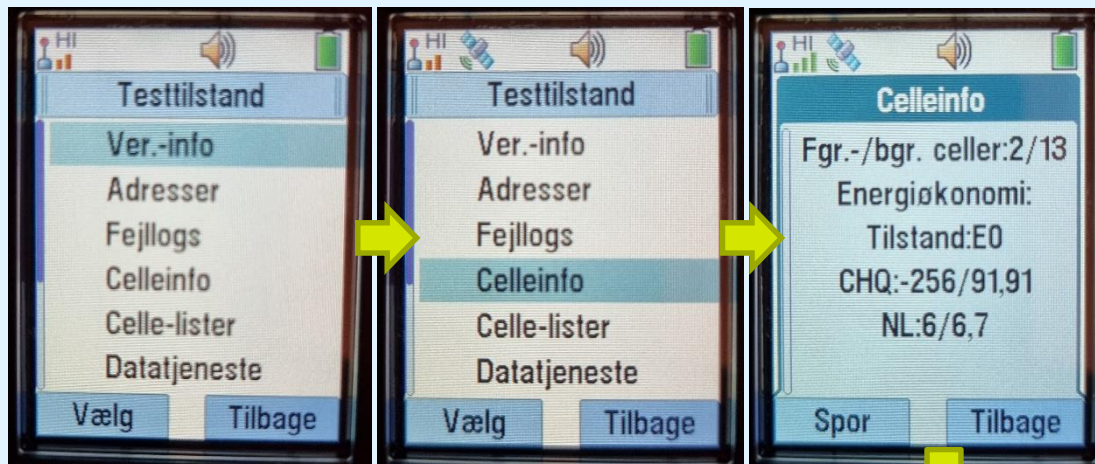 HI
Testtilstand
Ver.-info
Adresser
Fejllogs
Celleinfo
Celle-lister
Datatjeneste
Vælg
Tilbage
HI
Testtilstand
Ver.-info
Adresser
Fejllogs
Celleinfo
Celle-lister
Datatjeneste
Vælg
Tilbage
HI
Celleinfo
Fgr.-/bgr. celler:2/13
Energiøkonomi:
Tilstand:E0
CHQ:-256/91,91
NL:6/6,7
Spor
Tilbage